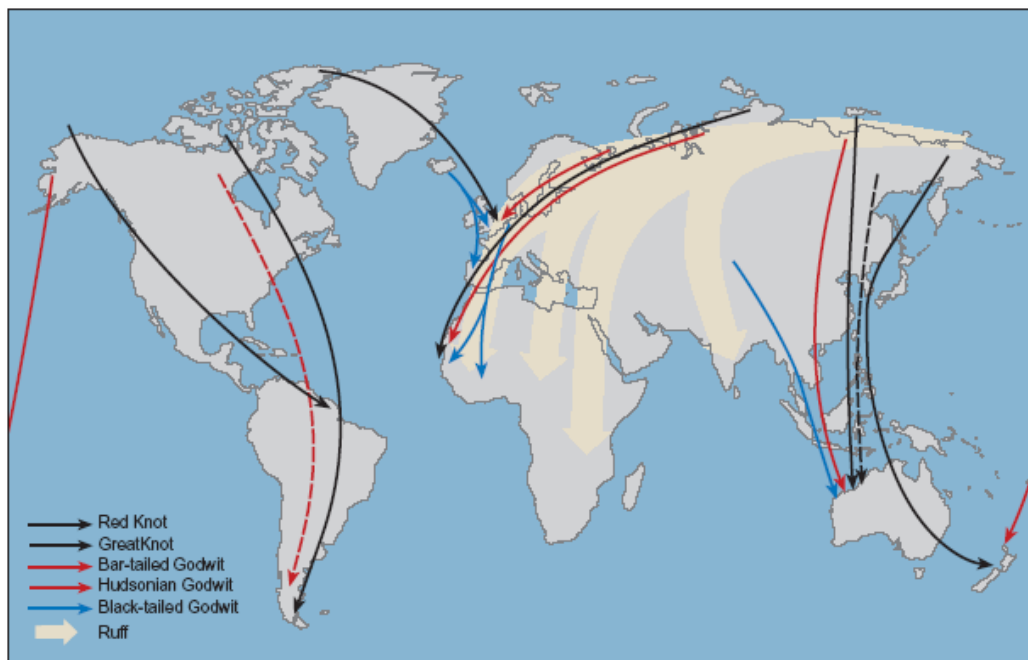 Red Knot
GreatKnot
Bar-tailed Godwit
Hudsonian Godwit
Black-tailed Godwit
Ruff